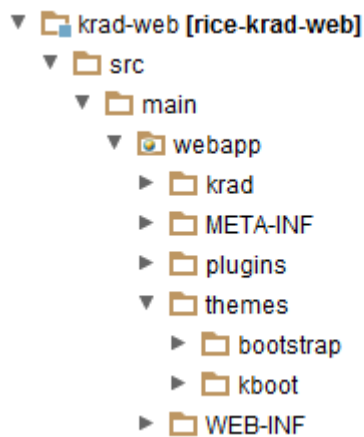 krad-web [rice-krad-web]
src
main
webapp
krad
META-INF
plugins
themes
bootstrap
kboot
WEB-INF